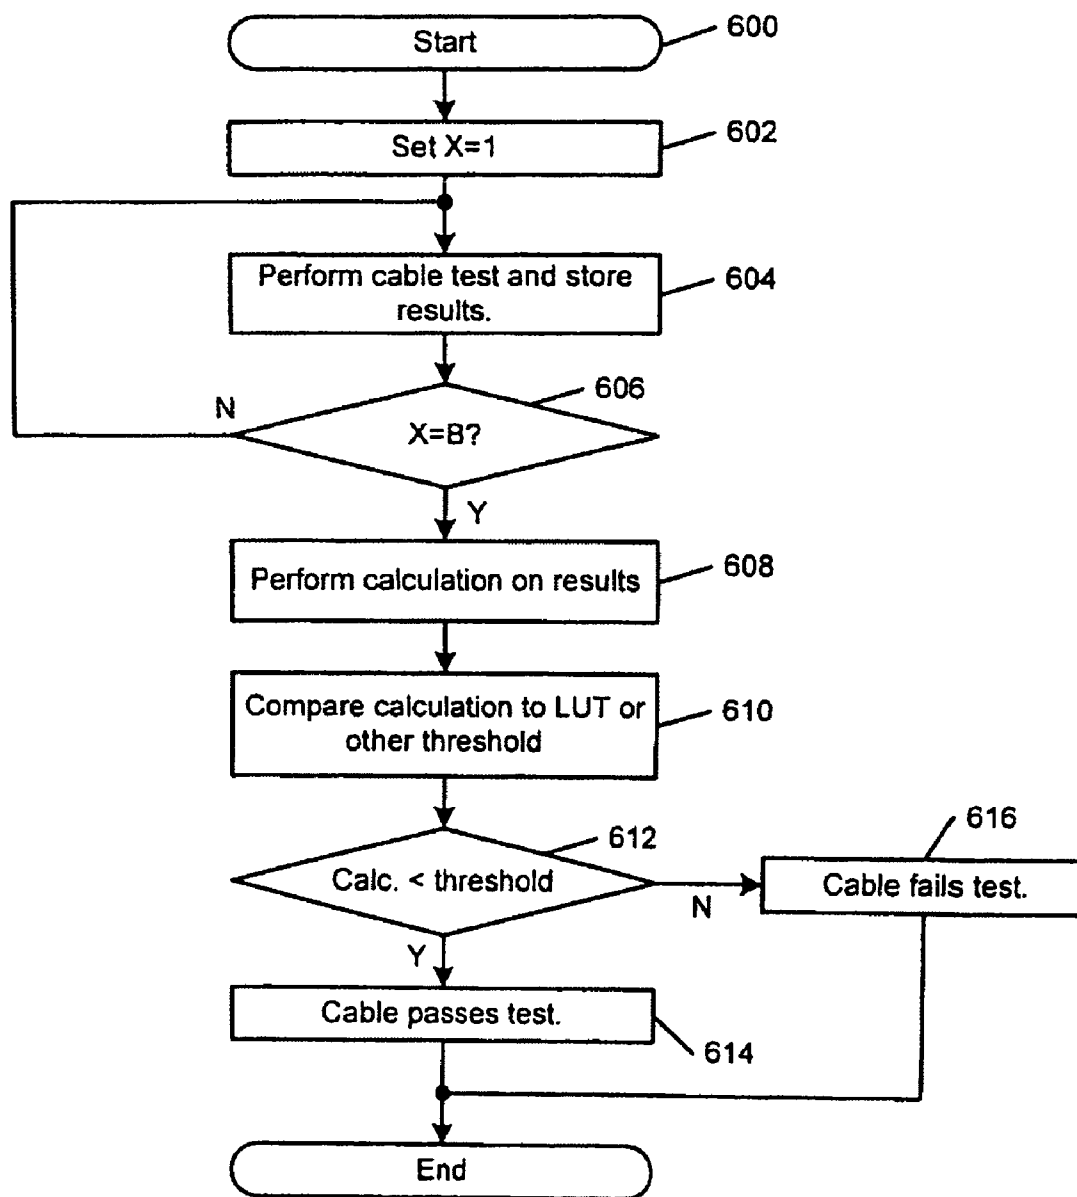 Start
600
Set X=1
602
Perform cable test and store
results.
604
606
N
X=B?
Y
Perform calculation on results
608
Compare calculation to LUT or
other threshold
610
612
616
Calc. < threshold
N
Cable fails test.
Y
Cable passes test.
614
End